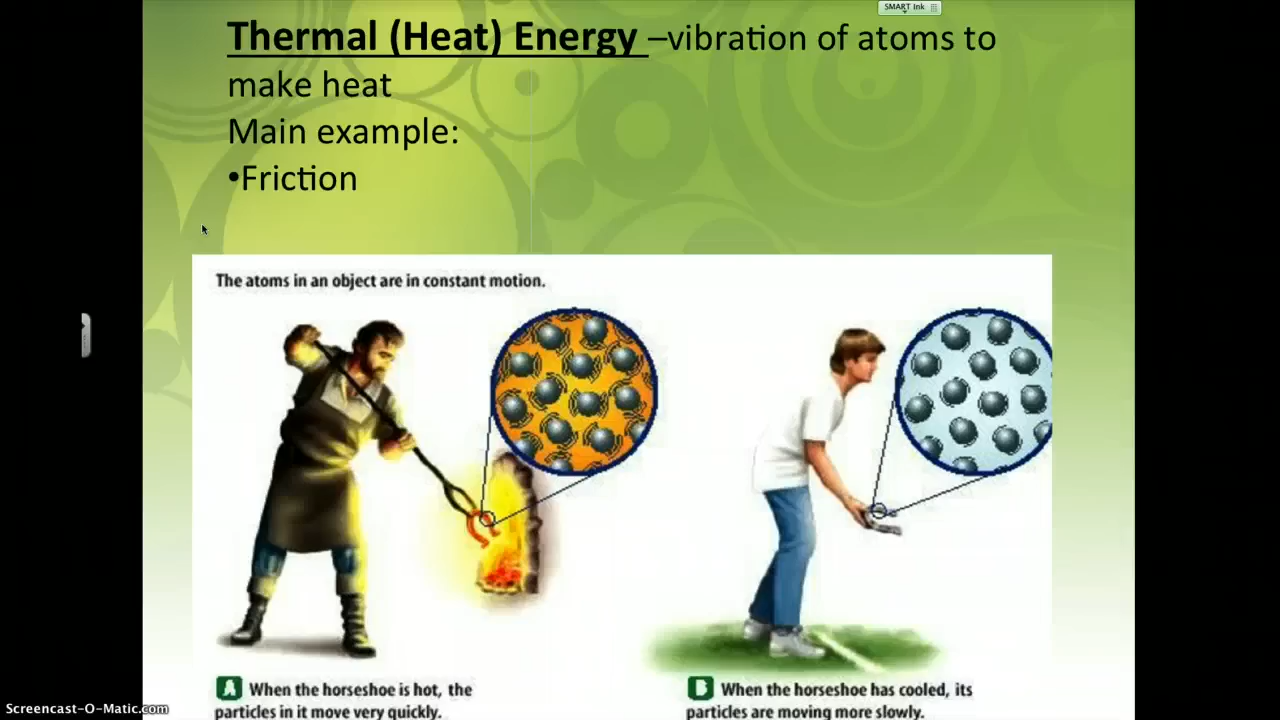 SMART Ink
Thermal (Heat) Energy –vibration of atoms to
make heat
Main example:
•Friction
The atoms in an object are in constant motion.
A When the horseshoe is hot, the
particles in it move very quickly.
B When the horseshoe has cooled, its
particles are moving more slowly.
Screencast-O-Matic.com